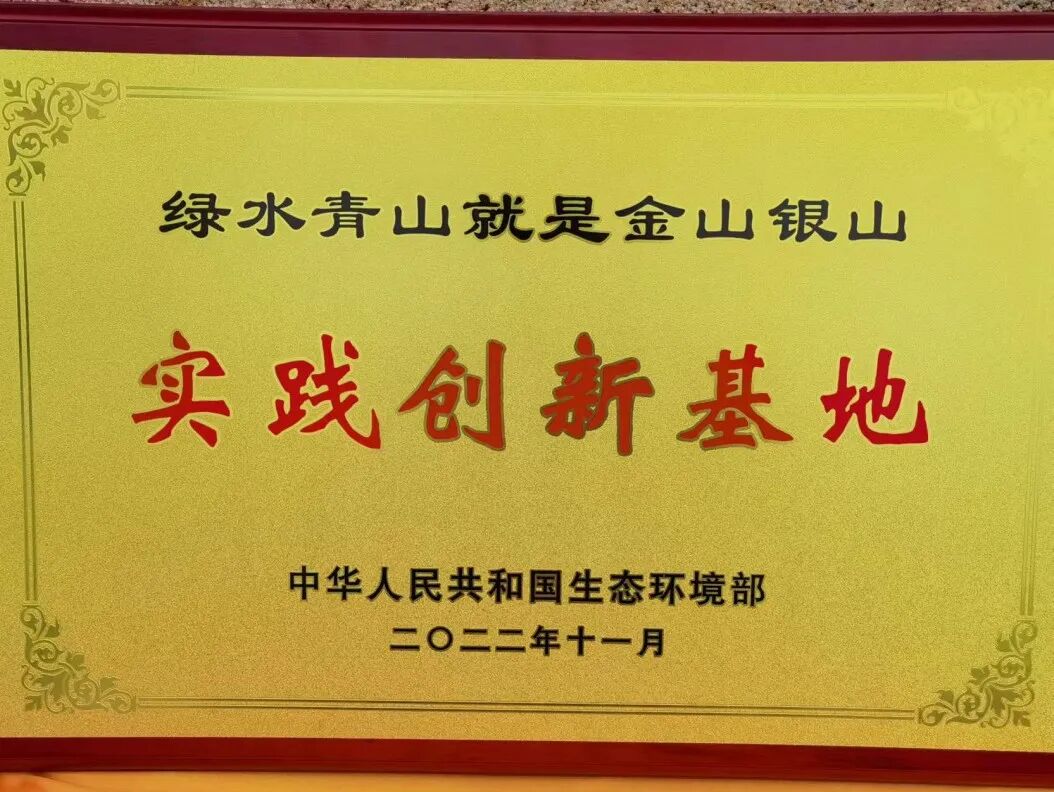 绿水青山就是金山银山
实践创新基地
中华人民共和国生态环境部
二〇二二年十一月